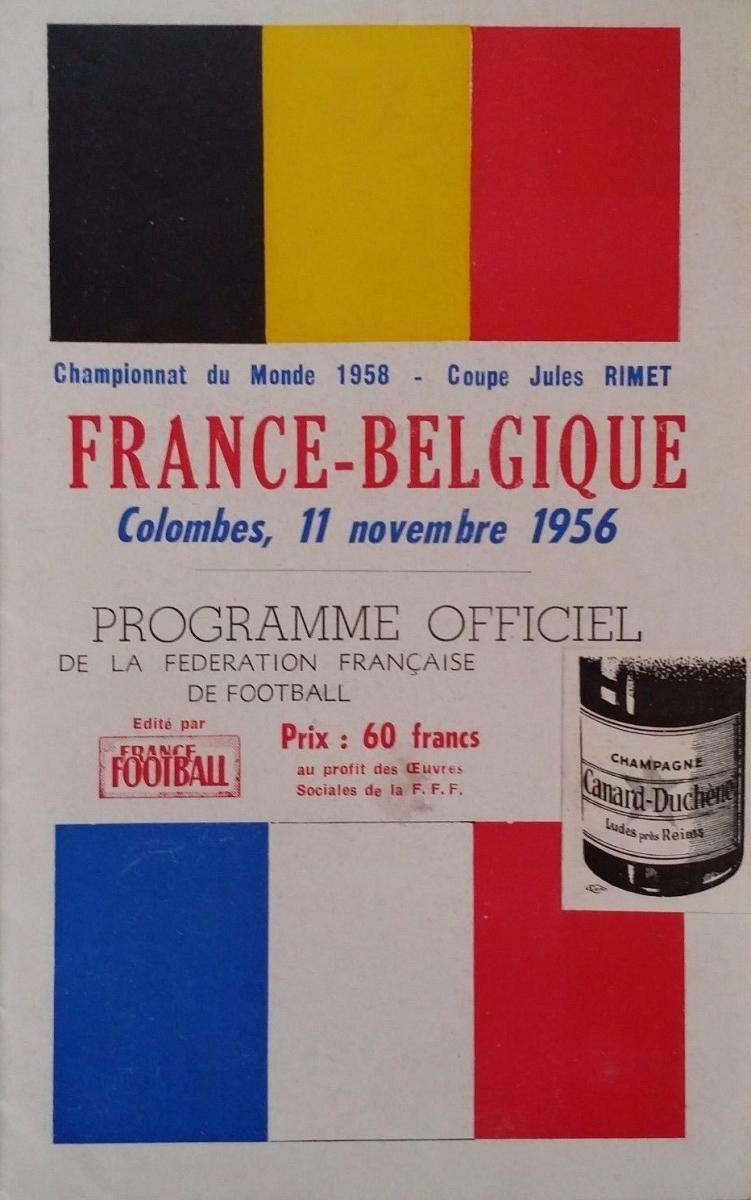 Championnat du Monde 1958 - Coupe Jules RIMET
FRANCE-BELGIQUE
Colombes, 11 novembre 1956
PROGRAMME OFFICIEL
DE LA FEDERATION FRANÇAISE
DE FOOTBALL
Edité par
FRANCE
FOOTBALL
Prix : 60 francs
au profit des Œuvres
Sociales de la F. F. F.
CHAMPAGNE
Canard-Duchêne
Ludes près Reims